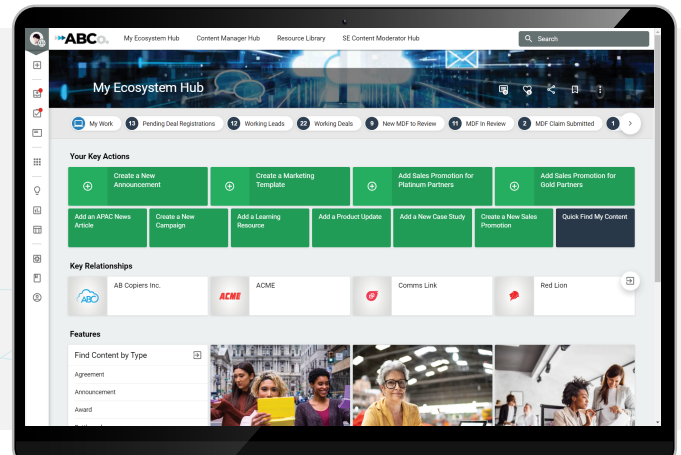 ABCo.
My Ecosystem Hub
Content Manager Hub
Resource Library
SE Content Moderator Hub
Search
My Ecosystem Hub
My Work
13 Pending Deal Registrations
12 Working Leads
22 Working Deals
9 New MDF to Review
11 MDF In Review
2 MDF Claim Submitted
1
Your Key Actions
Create a New
Announcement
Create a Marketing
Template
Add Sales Promotion for
Platinum Partners
Add Sales Promotion for
Gold Partners
Add an APAC News
Article
Create a New
Campaign
Add a Learning
Resource
Add a Product Update
Add a New Case Study
Create a New Sales
Promotion
Quick Find My Content
Key Relationships
ABC
AB Copiers Inc.
ACME
ACME
Comms Link
Red Lion
Features
Find Content by Type
Agreement
Announcement
Award